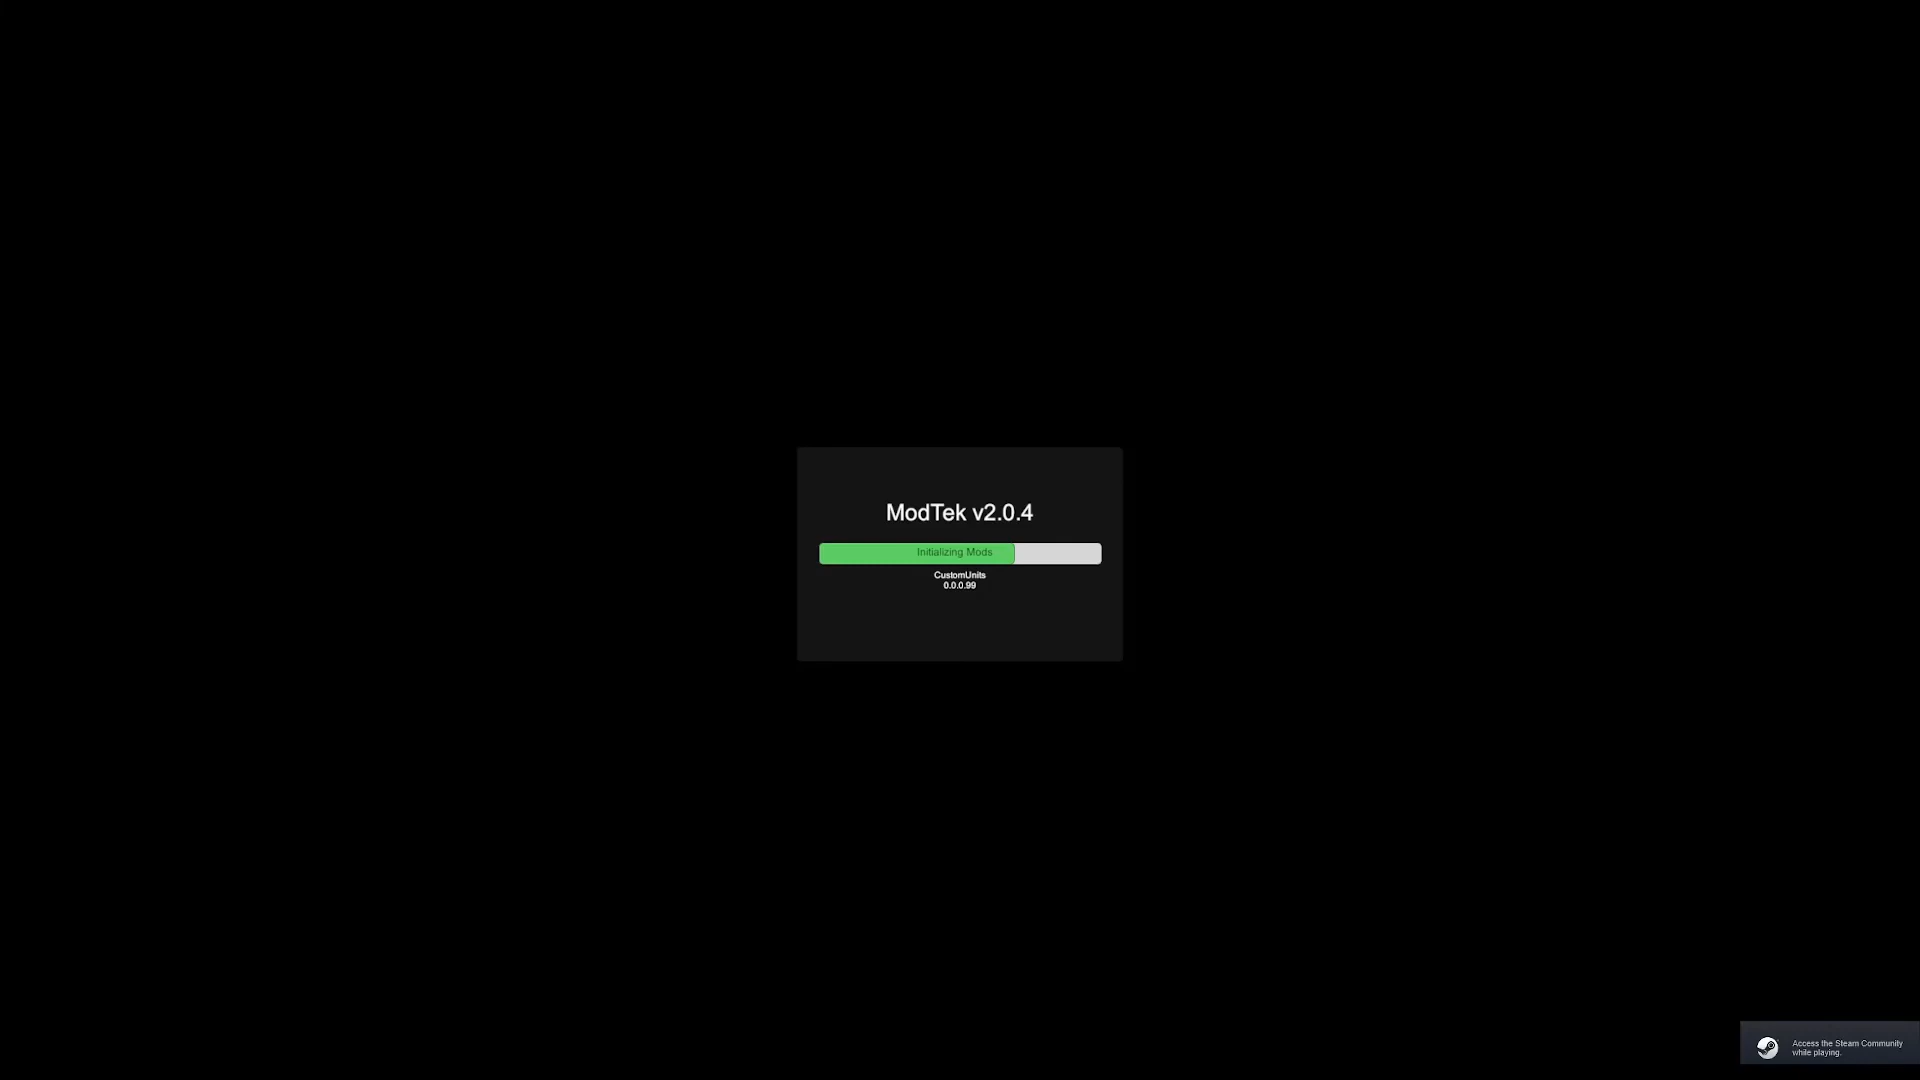 ModTek v2.0.4
Initializing Mods
CustomUnits
0.0.0.99
Access the Steam Community
while playing.